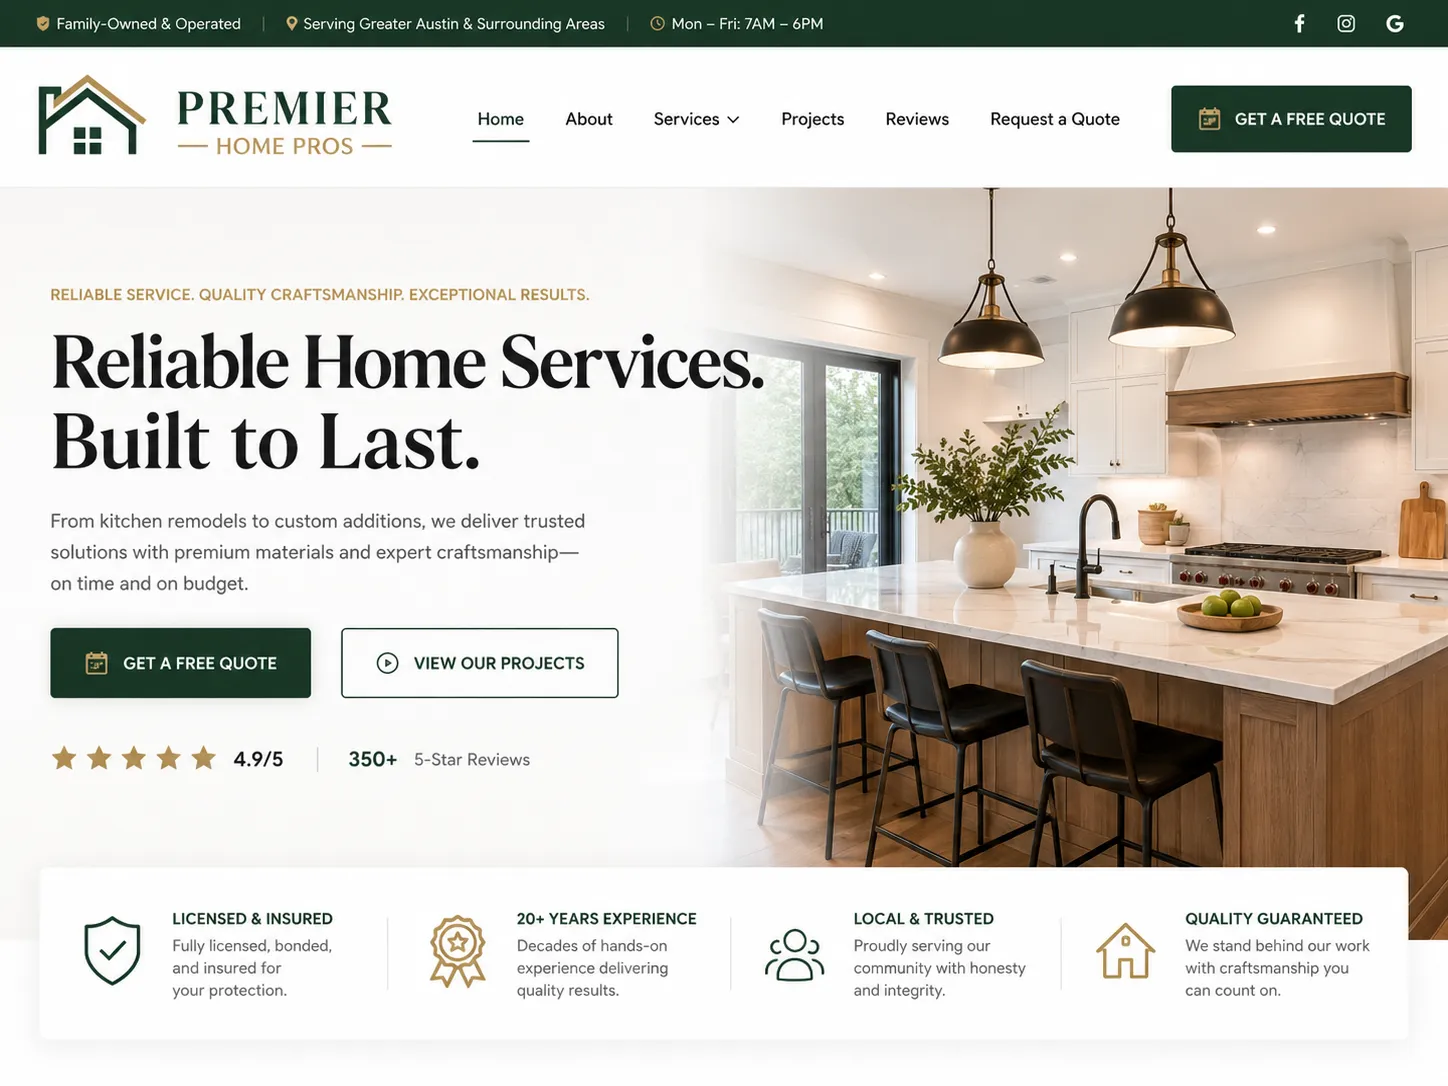 Family-Owned & Operated
Serving Greater Austin & Surrounding Areas
Mon – Fri: 7AM – 6PM
PREMIER
HOME PROS
Home
About
Services
Projects
Reviews
Request a Quote
GET A FREE QUOTE
RELIABLE SERVICE. QUALITY CRAFTSMANSHIP. EXCEPTIONAL RESULTS.
Reliable Home Services.
Built to Last.
From kitchen remodels to custom additions, we deliver trusted
solutions with premium materials and expert craftsmanship—
on time and on budget.
GET A FREE QUOTE
VIEW OUR PROJECTS
4.9/5
350+ 5-Star Reviews
LICENSED & INSURED
Fully licensed, bonded,
and insured for
your protection.
20+ YEARS EXPERIENCE
Decades of hands-on
experience delivering
quality results.
LOCAL & TRUSTED
Proudly serving our
community with honesty
and integrity.
QUALITY GUARANTEED
We stand behind our work
with craftsmanship you
can count on.